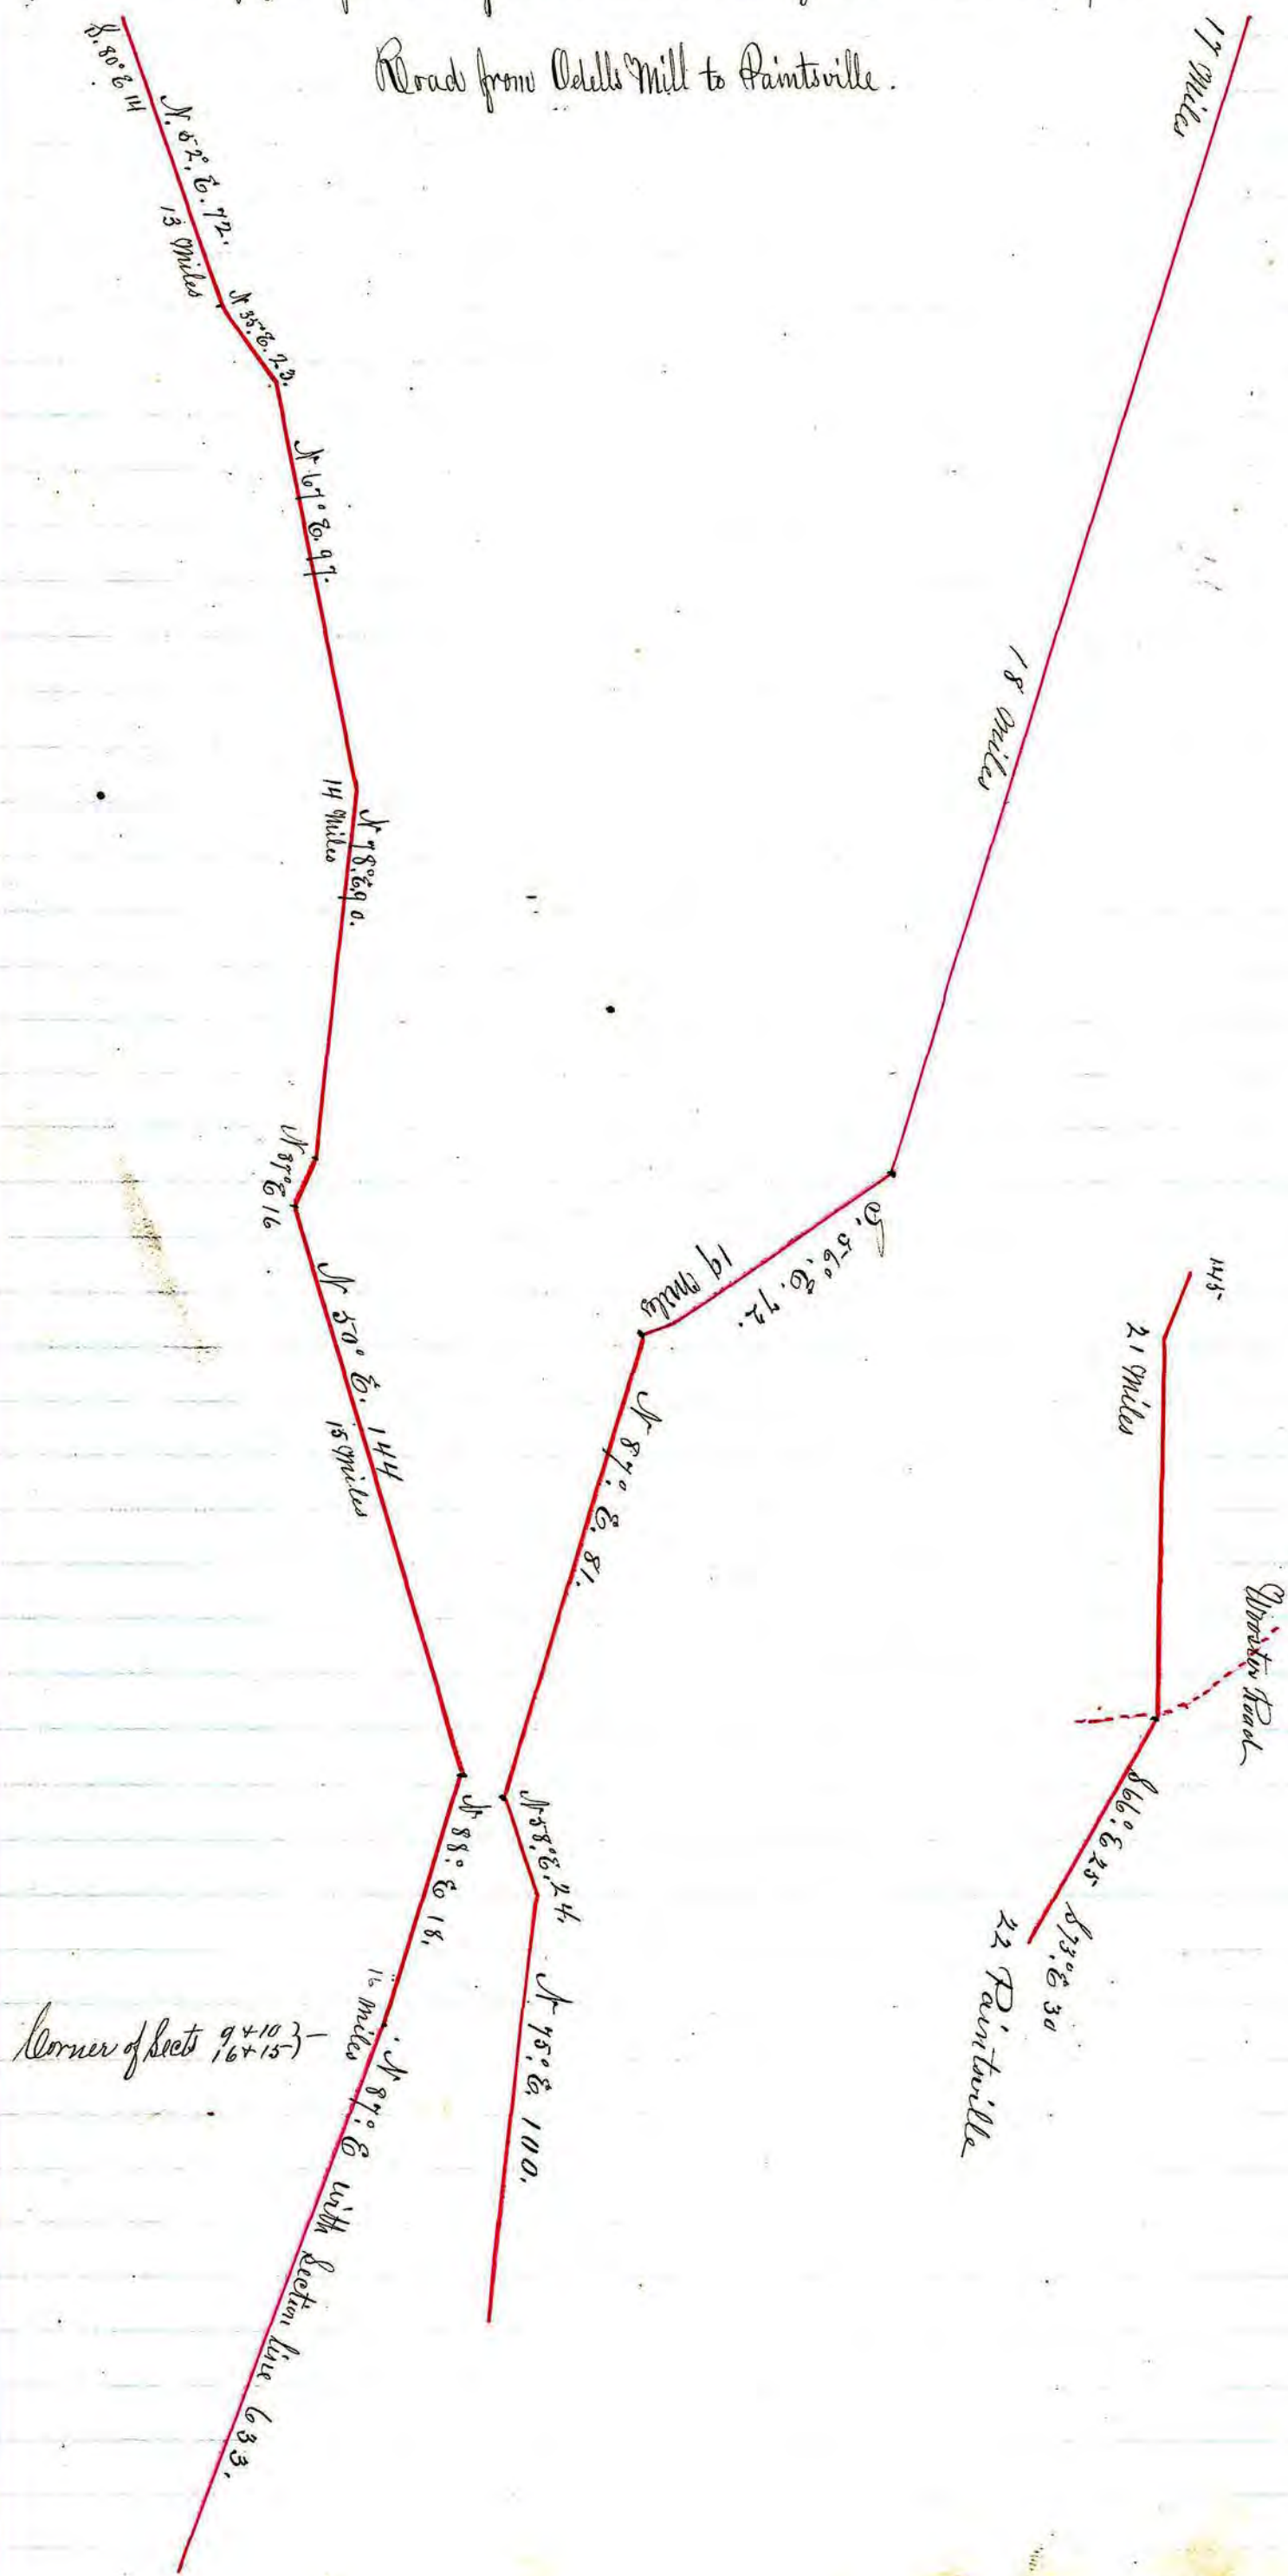 Road from Odells Mill to Paintsville.
S. 80° E 14
N. 52° E. 72.
13 Miles
N 35° E. 23.
N 67° E. 97.
N 78° E 90.
14 Miles
N 37° E 16
N 50° E. 144
15 Miles
N 88° E 18.
16 Miles
Corner of Sects 9+10 } -
16+15 }
N 87° E with Section line 633.
17 Miles
18 Miles
S. 56° E. 72.
19 Miles
N 87° E. 81.
N 58° E. 24.
N 75° E. 100.
145
21 Miles
Wooster Road
S 66° E 25
S 73° E 30
22 Paintsville